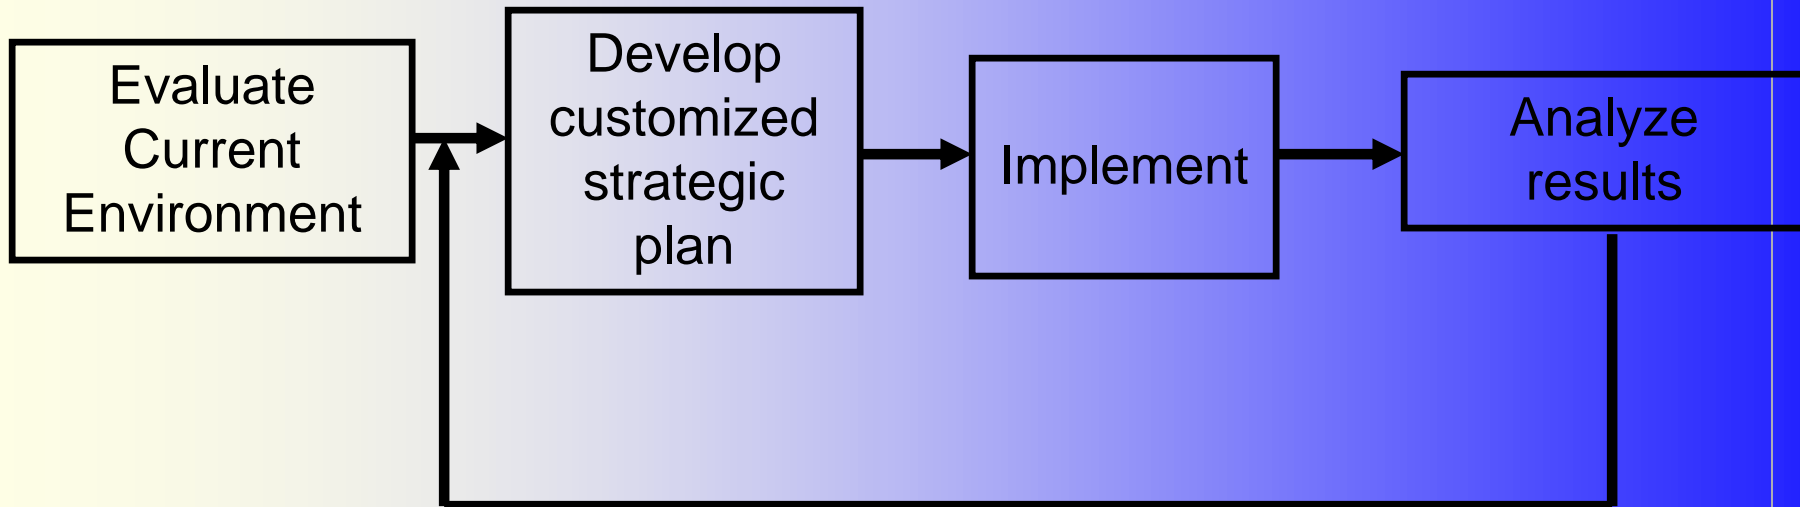 Evaluate
Current
Environment
Develop
customized
strategic
plan
Implement
Analyze
results